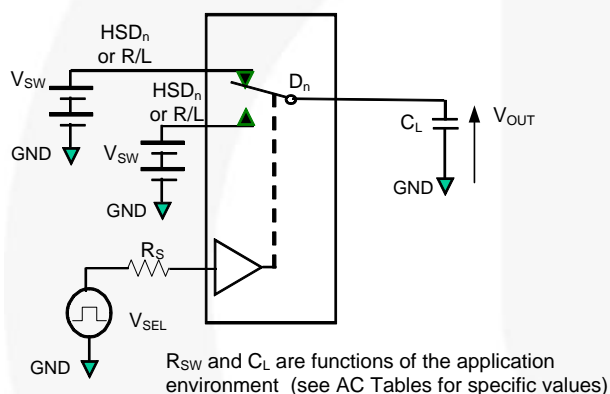 HSDn
or R/L
VSW
HSDn
or R/L
Dn
CL
VOUT
GND
VSW
GND
GND
RS
VSEL
GND
RSW and CL are functions of the application
environment (see AC Tables for specific values)